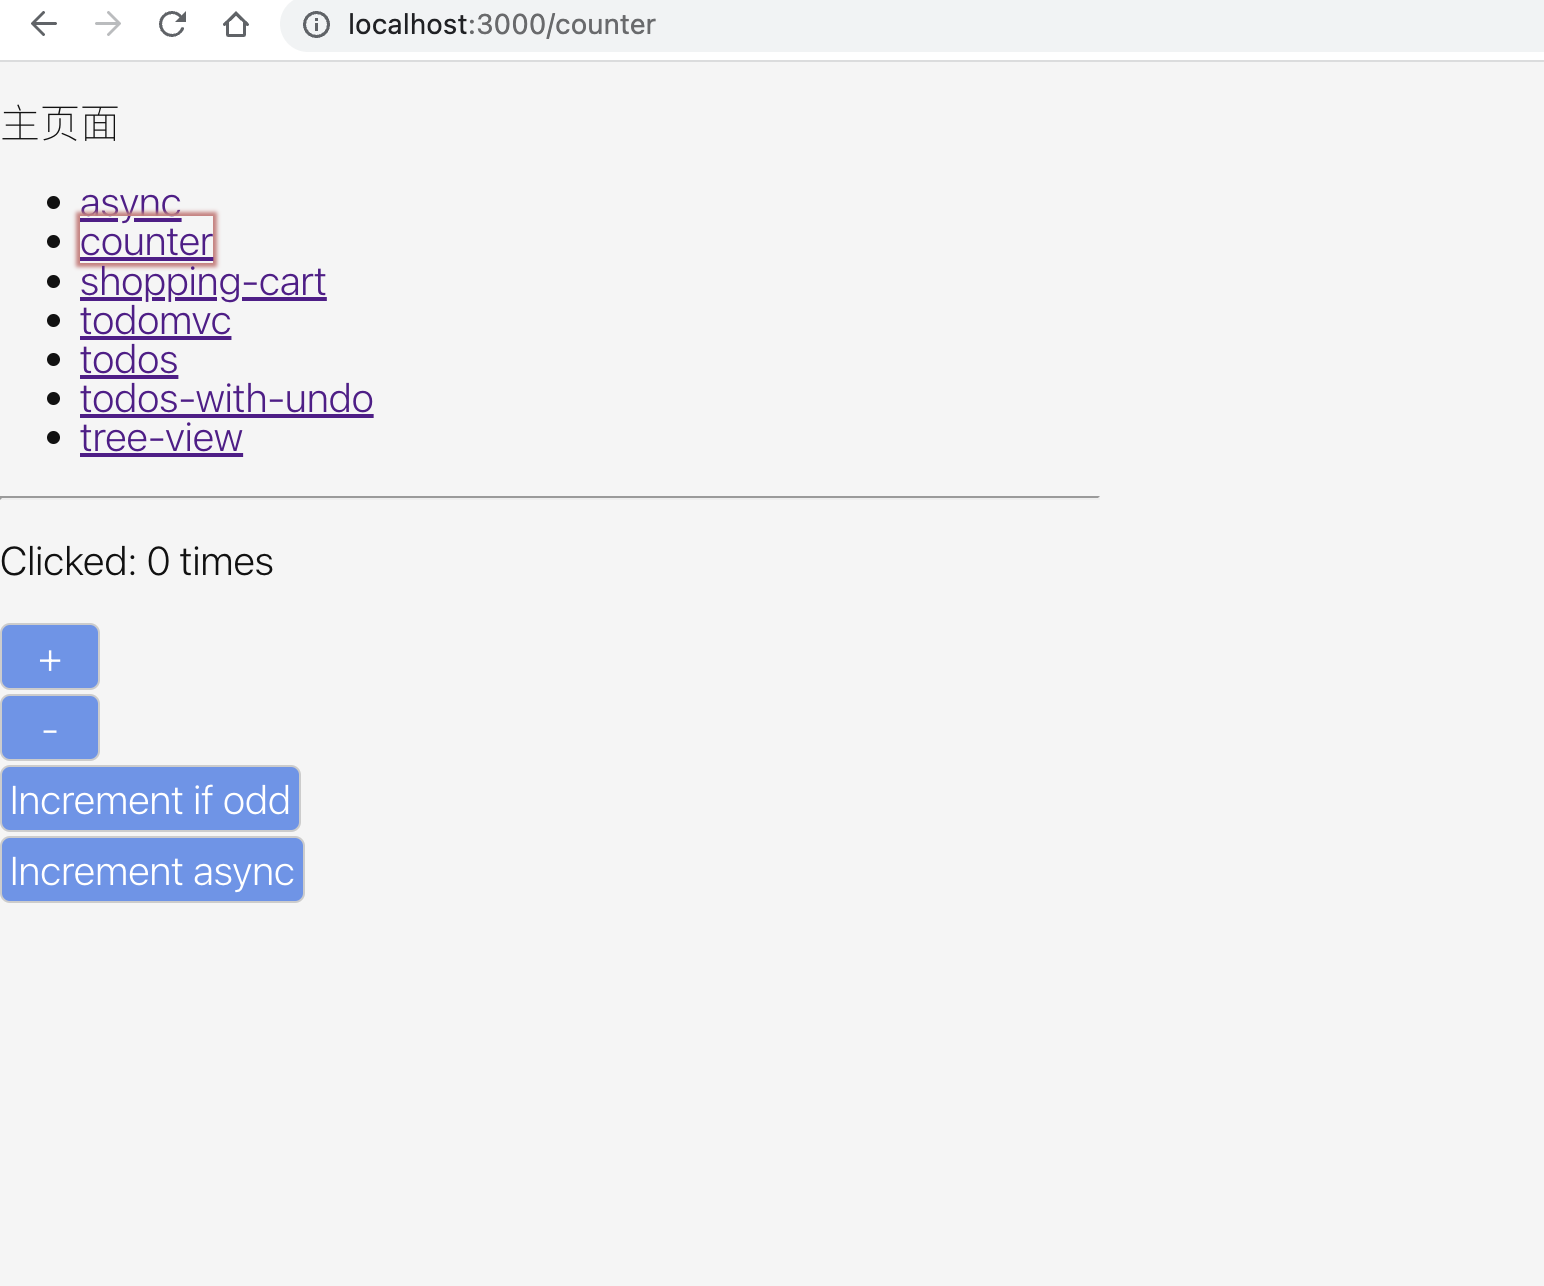 localhost:3000/counter
主页面
async
counter
shopping-cart
todomvc
todos
todos-with-undo
tree-view
Clicked: 0 times
+
-
Increment if odd
Increment async